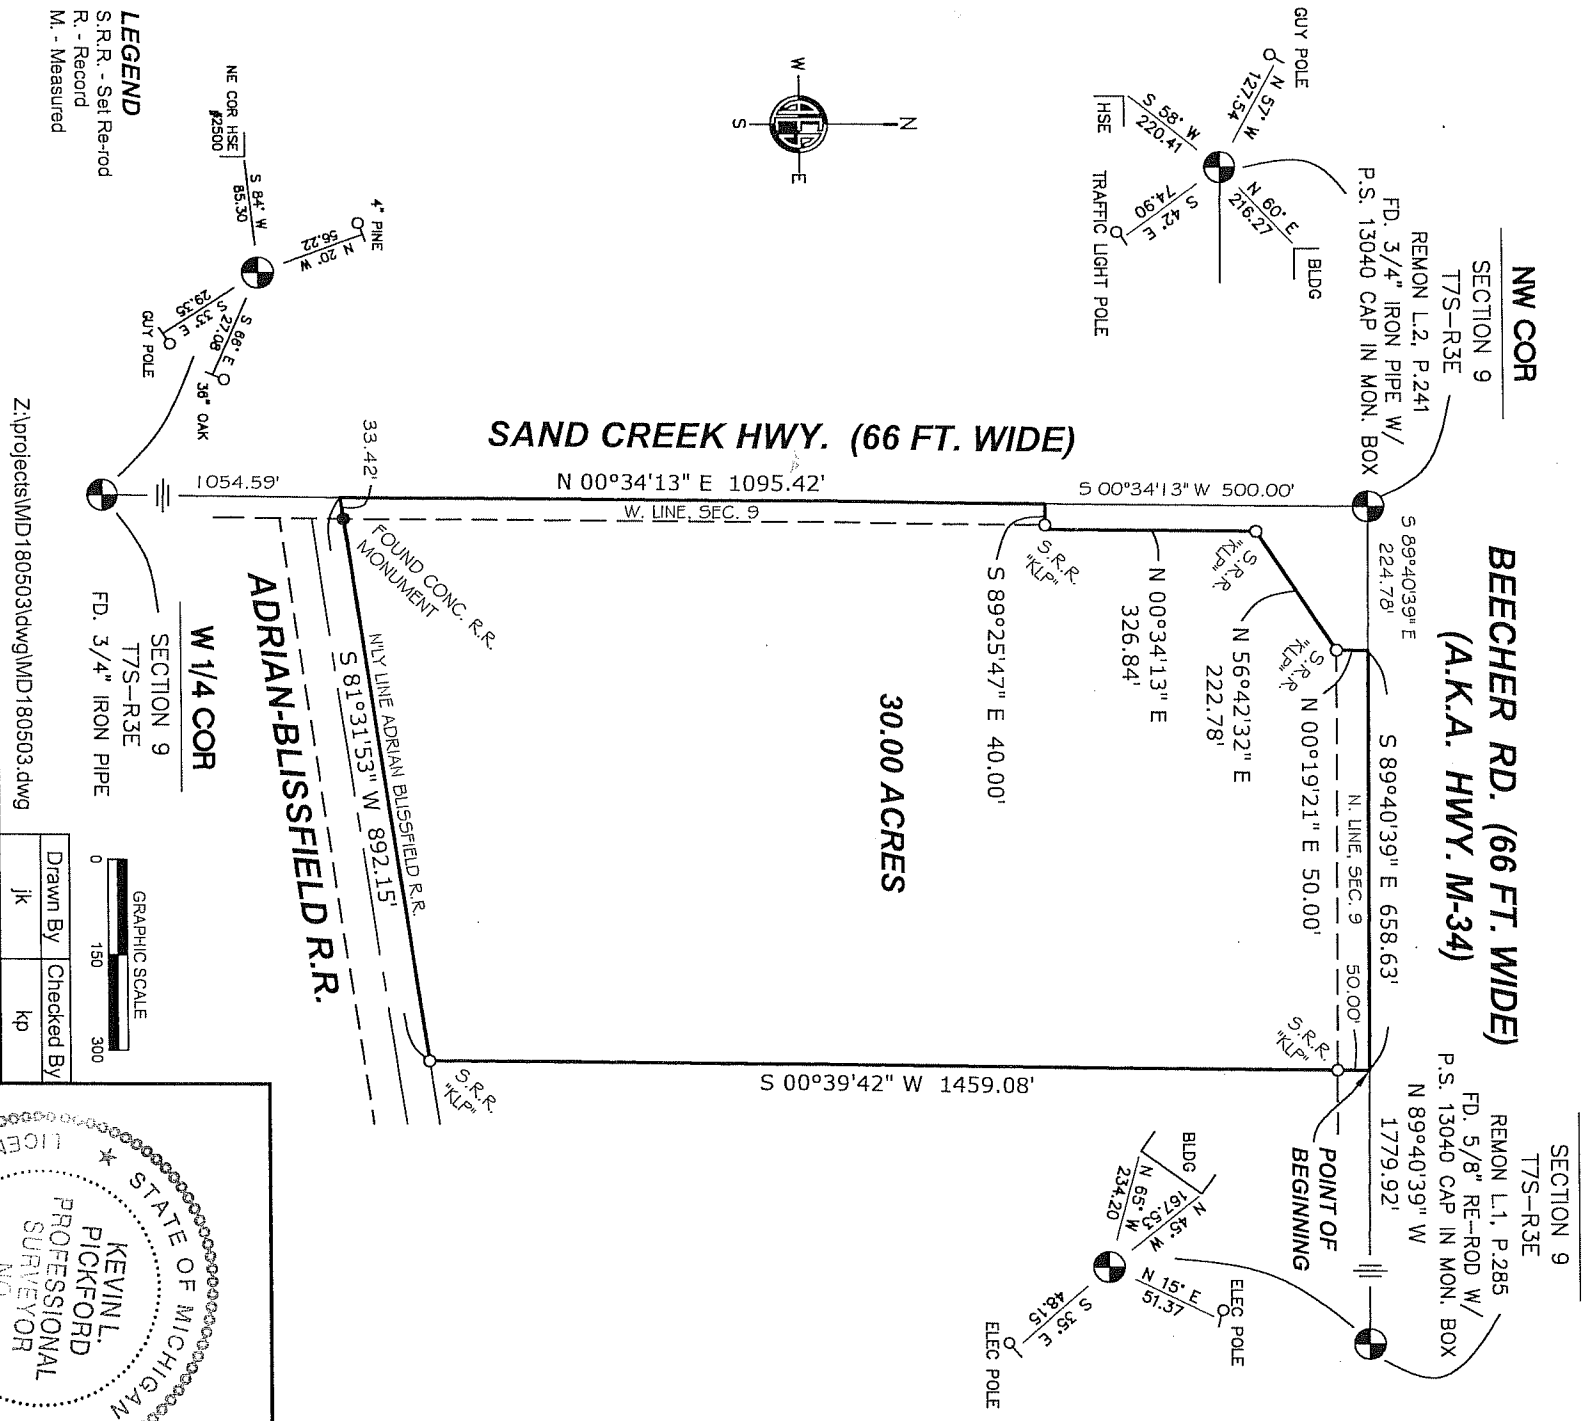 NW COR
SECTION 9
T7S-R3E
REMON L.2, P.241
FD. 3/4" IRON PIPE W/
P.S. 13040 CAP IN MON. BOX
GUY POLE
N 57° W
127.54
S 58° W
220.41
HSE
N 60° E
216.27
BLDG
S 42° E
74.90
TRAFFIC LIGHT POLE
N
W
E
S
BEECHER RD. (66 FT. WIDE)
(A.K.A. HWY. M-34)
S 89°40'39" E
224.78'
S 89°40'39" E 658.63'
N. LINE, SEC. 9
50.00'
N 00°19'21" E 50.00'
S.R.R.
"KLP"
N 56°42'32" E
222.78'
S.R.R.
"KLP"
N 00°34'13" E
326.84'
S 89°25'47" E 40.00'
S.R.R.
"KLP"
S.R.R.
"KLP"
SECTION 9
T7S-R3E
REMON L.1, P.285
FD. 5/8" RE-ROD W/
P.S. 13040 CAP IN MON. BOX
N 89°40'39" W
1779.92'
POINT OF
BEGINNING
BLDG
N 45° W
167.53
N 65° W
234.20
N 15° E
51.37
ELEC POLE
S 35° E
48.15
ELEC POLE
SAND CREEK HWY. (66 FT. WIDE)
S 00°34'13" W 500.00'
N 00°34'13" E 1095.42'
W. LINE, SEC. 9
1054.59'
33.42'
FOUND CONC. R.R.
MONUMENT
30.00 ACRES
S 00°39'42" W 1459.08'
S.R.R.
"KLP"
N'LY LINE ADRIAN BLISSFIELD R.R.
S 81°31'53" W 892.15'
ADRIAN-BLISSFIELD R.R.
W 1/4 COR
SECTION 9
T7S-R3E
FD. 3/4" IRON PIPE
4" PINE
N 20° W
56.22
NE COR HSE
#2500
S 84° W
85.30
S 66° E
27.08
36" OAK
S 33° E
29.35
GUY POLE
LEGEND
S.R.R. - Set Re-rod
R. - Record
M. - Measured
Z:\projects\MD180503\dwg\MD180503.dwg
GRAPHIC SCALE
0 150 300
Drawn By Checked By
jk kp
STATE OF MICHIGAN
KEVIN L.
PICKFORD
PROFESSIONAL
SURVEYOR
NO.